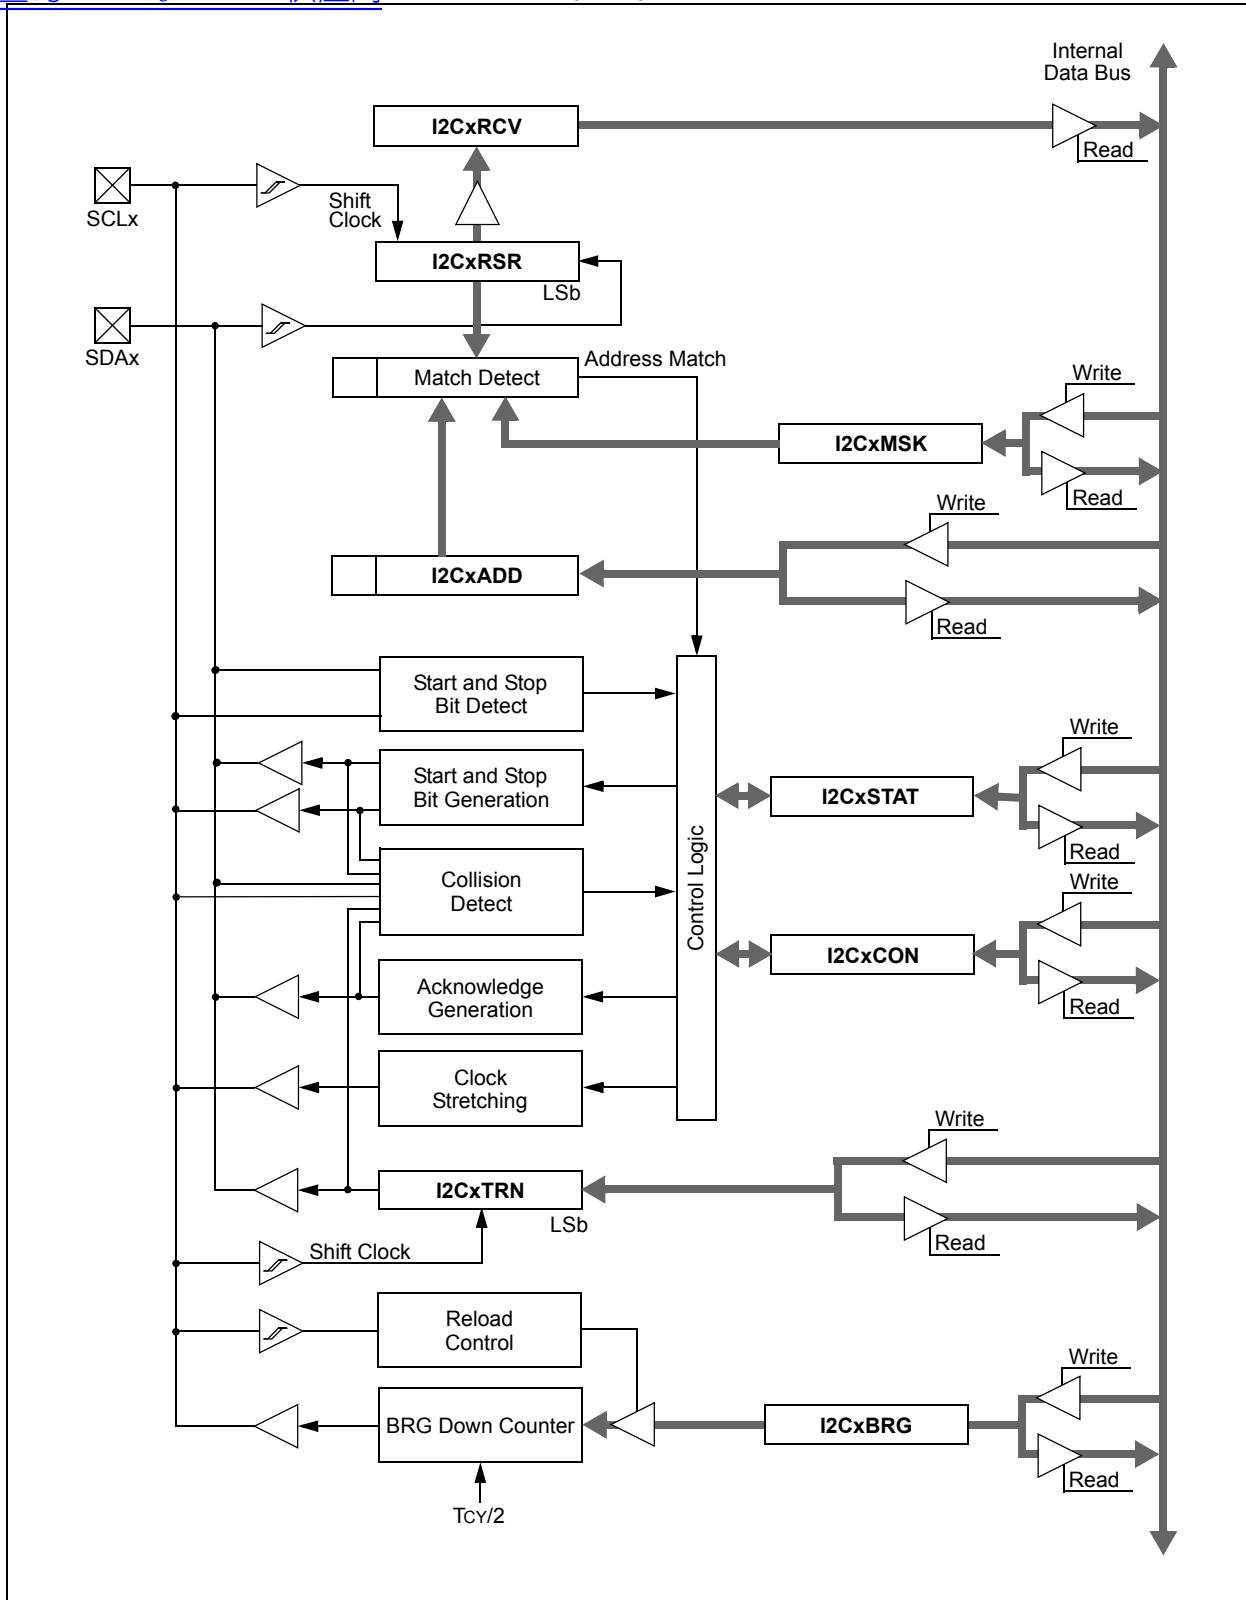 Internal
Data Bus
I2CxRCV
Read
SCLx
Shift
Clock
I2CxRSR
LSb
SDAx
Match Detect
Address Match
Write
I2CxMSK
Read
Write
I2CxADD
Read
Start and Stop
Bit Detect
Start and Stop
Bit Generation
Collision
Detect
Acknowledge
Generation
Clock
Stretching
Control Logic
Write
I2CxSTAT
Read
Write
I2CxCON
Read
Write
I2CxTRN
LSb
Read
Shift Clock
Reload
Control
Write
BRG Down Counter
I2CxBRG
Read
TCY/2